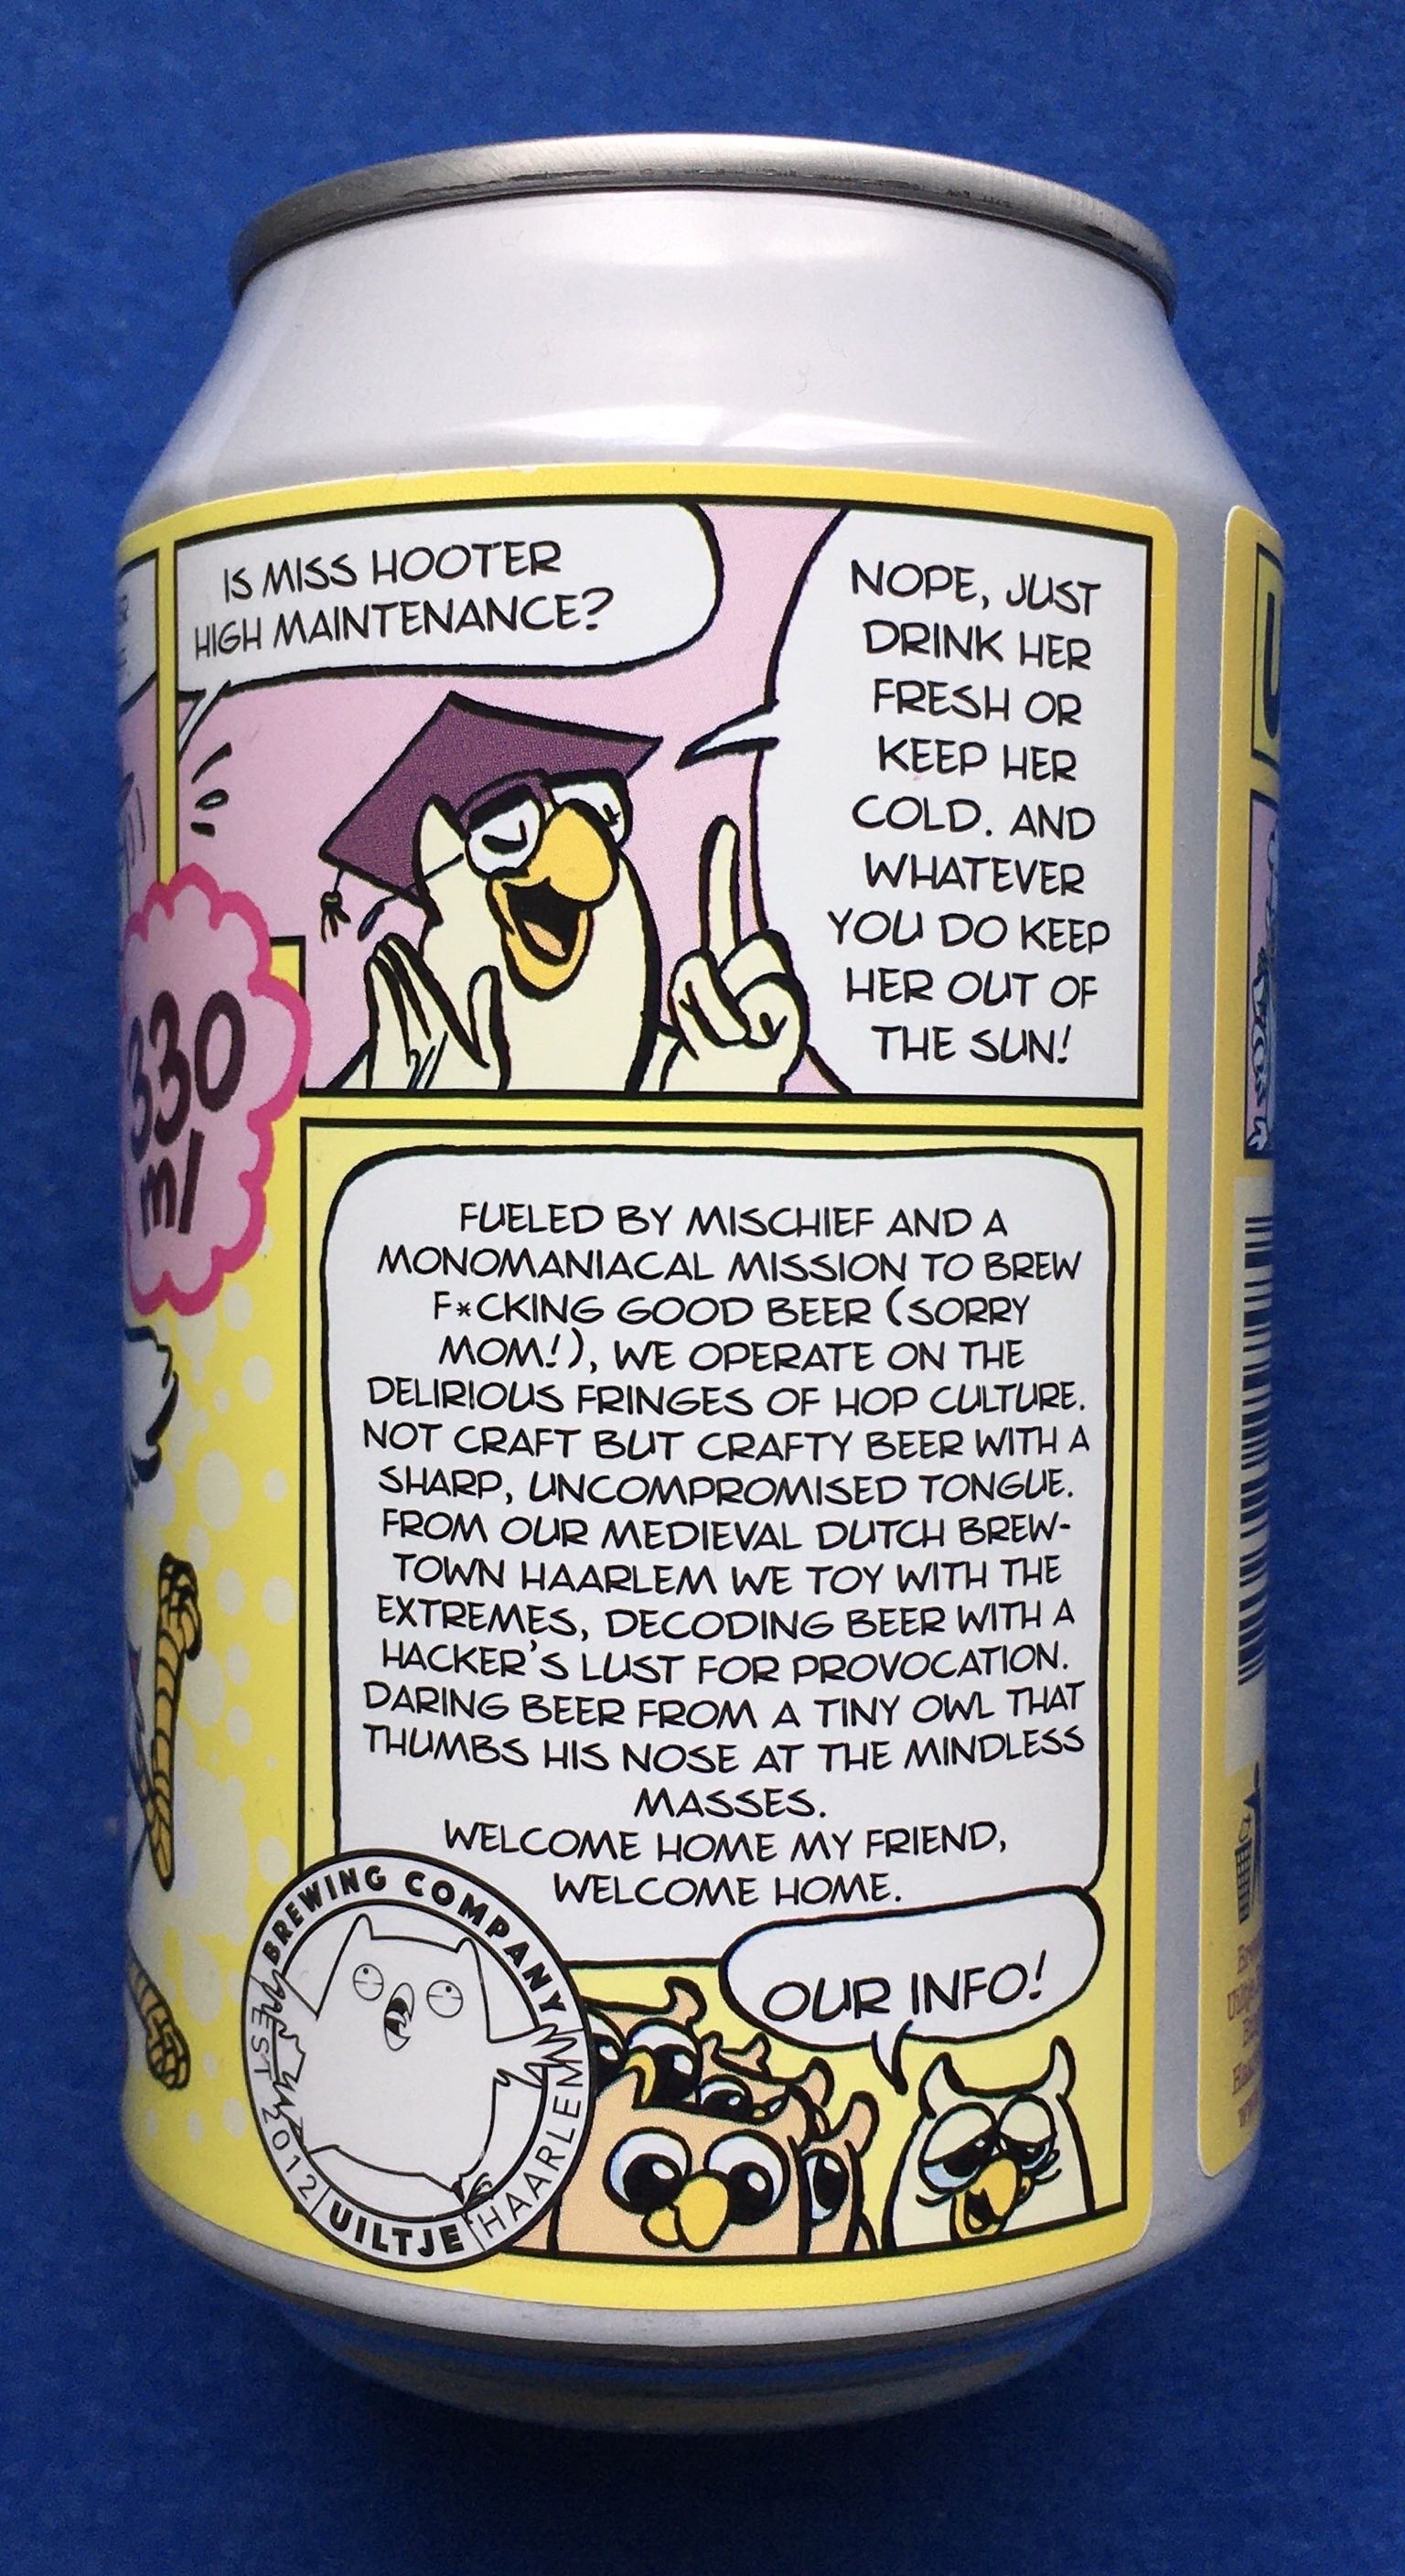 IS MISS HOOTER
HIGH MAINTENANCE?
NOPE, JUST
DRINK HER
FRESH OR
KEEP HER
COLD. AND
WHATEVER
YOU DO KEEP
HER OUT OF
THE SUN!
330
ml
FUELED BY MISCHIEF AND A
MONOMANIACAL MISSION TO BREW
F*CKING GOOD BEER (SORRY
MOM!), WE OPERATE ON THE
DELIRIOUS FRINGES OF HOP CULTURE.
NOT CRAFT BUT CRAFTY BEER WITH A
SHARP, UNCOMPROMISED TONGUE.
FROM OUR MEDIEVAL DUTCH BREW-
TOWN HAARLEM WE TOY WITH THE
EXTREMES, DECODING BEER WITH A
HACKER'S LUST FOR PROVOCATION.
DARING BEER FROM A TINY OWL THAT
THUMBS HIS NOSE AT THE MINDLESS
MASSES.
WELCOME HOME MY FRIEND,
WELCOME HOME.
OUR INFO!
BREWING COMPANY
EST 2012
UILTJE
HAARLEM